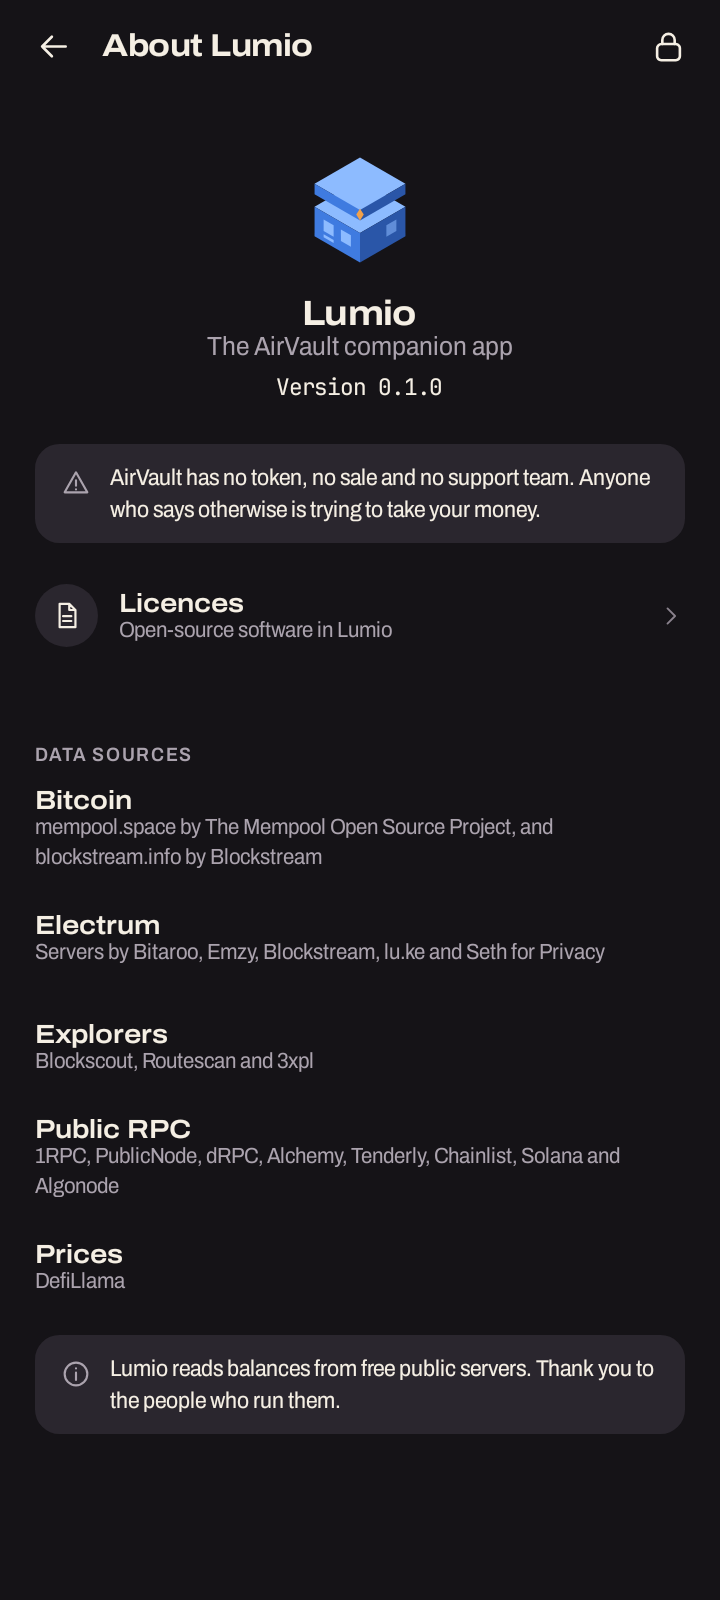 About Lumio
Lumio
The AirVault companion app
Version 0.1.0
AirVault has no token, no sale and no support team. Anyone
who says otherwise is trying to take your money.
Licences
Open-source software in Lumio
DATA SOURCES
Bitcoin
mempool.space by The Mempool Open Source Project, and
blockstream.info by Blockstream
Electrum
Servers by Bitaroo, Emzy, Blockstream, lu.ke and Seth for Privacy
Explorers
Blockscout, Routescan and 3xpl
Public RPC
1RPC, PublicNode, dRPC, Alchemy, Tenderly, Chainlist, Solana and
Algonode
Prices
DefiLlama
Lumio reads balances from free public servers. Thank you to
the people who run them.